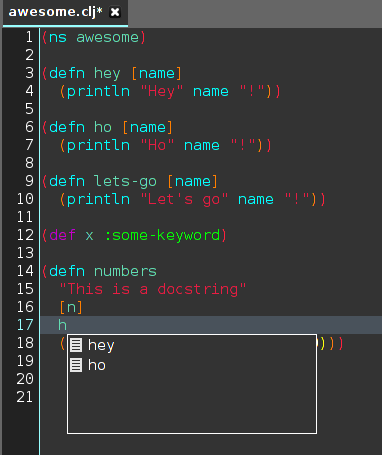 awesome.clj* ✖
1 (ns awesome)
2
3 (defn hey [name]
4 (println "Hey" name "!"))
5
6 (defn ho [name]
7 (println "Ho" name "!"))
8
9 (defn lets-go [name]
10 (println "Let's go" name "!"))
11
12 (def x :some-keyword)
13
14 (defn numbers
15 "This is a docstring"
16 [n]
17 h
18 ( )))
hey
19
ho
20
21